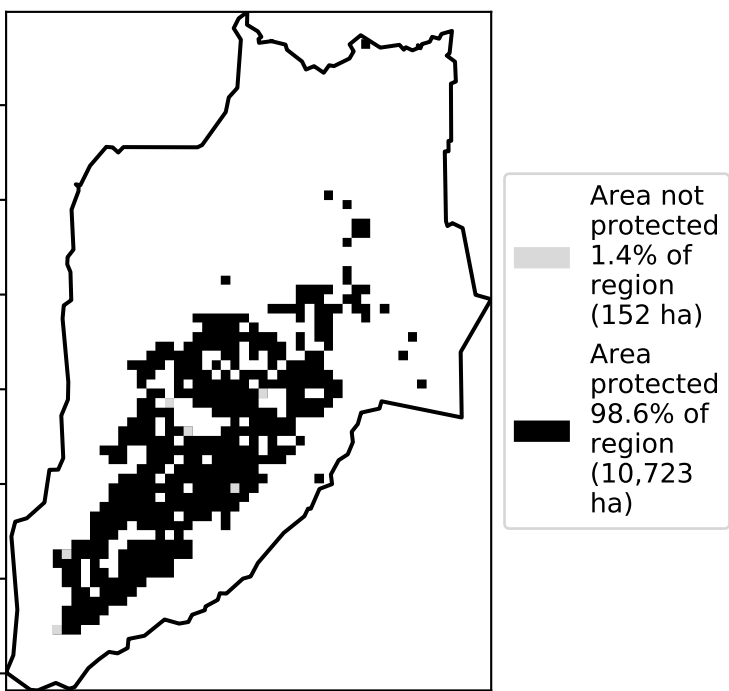 Area not
protected
1.4% of
region
(152 ha)
Area
protected
98.6% of
region
(10,723
ha)